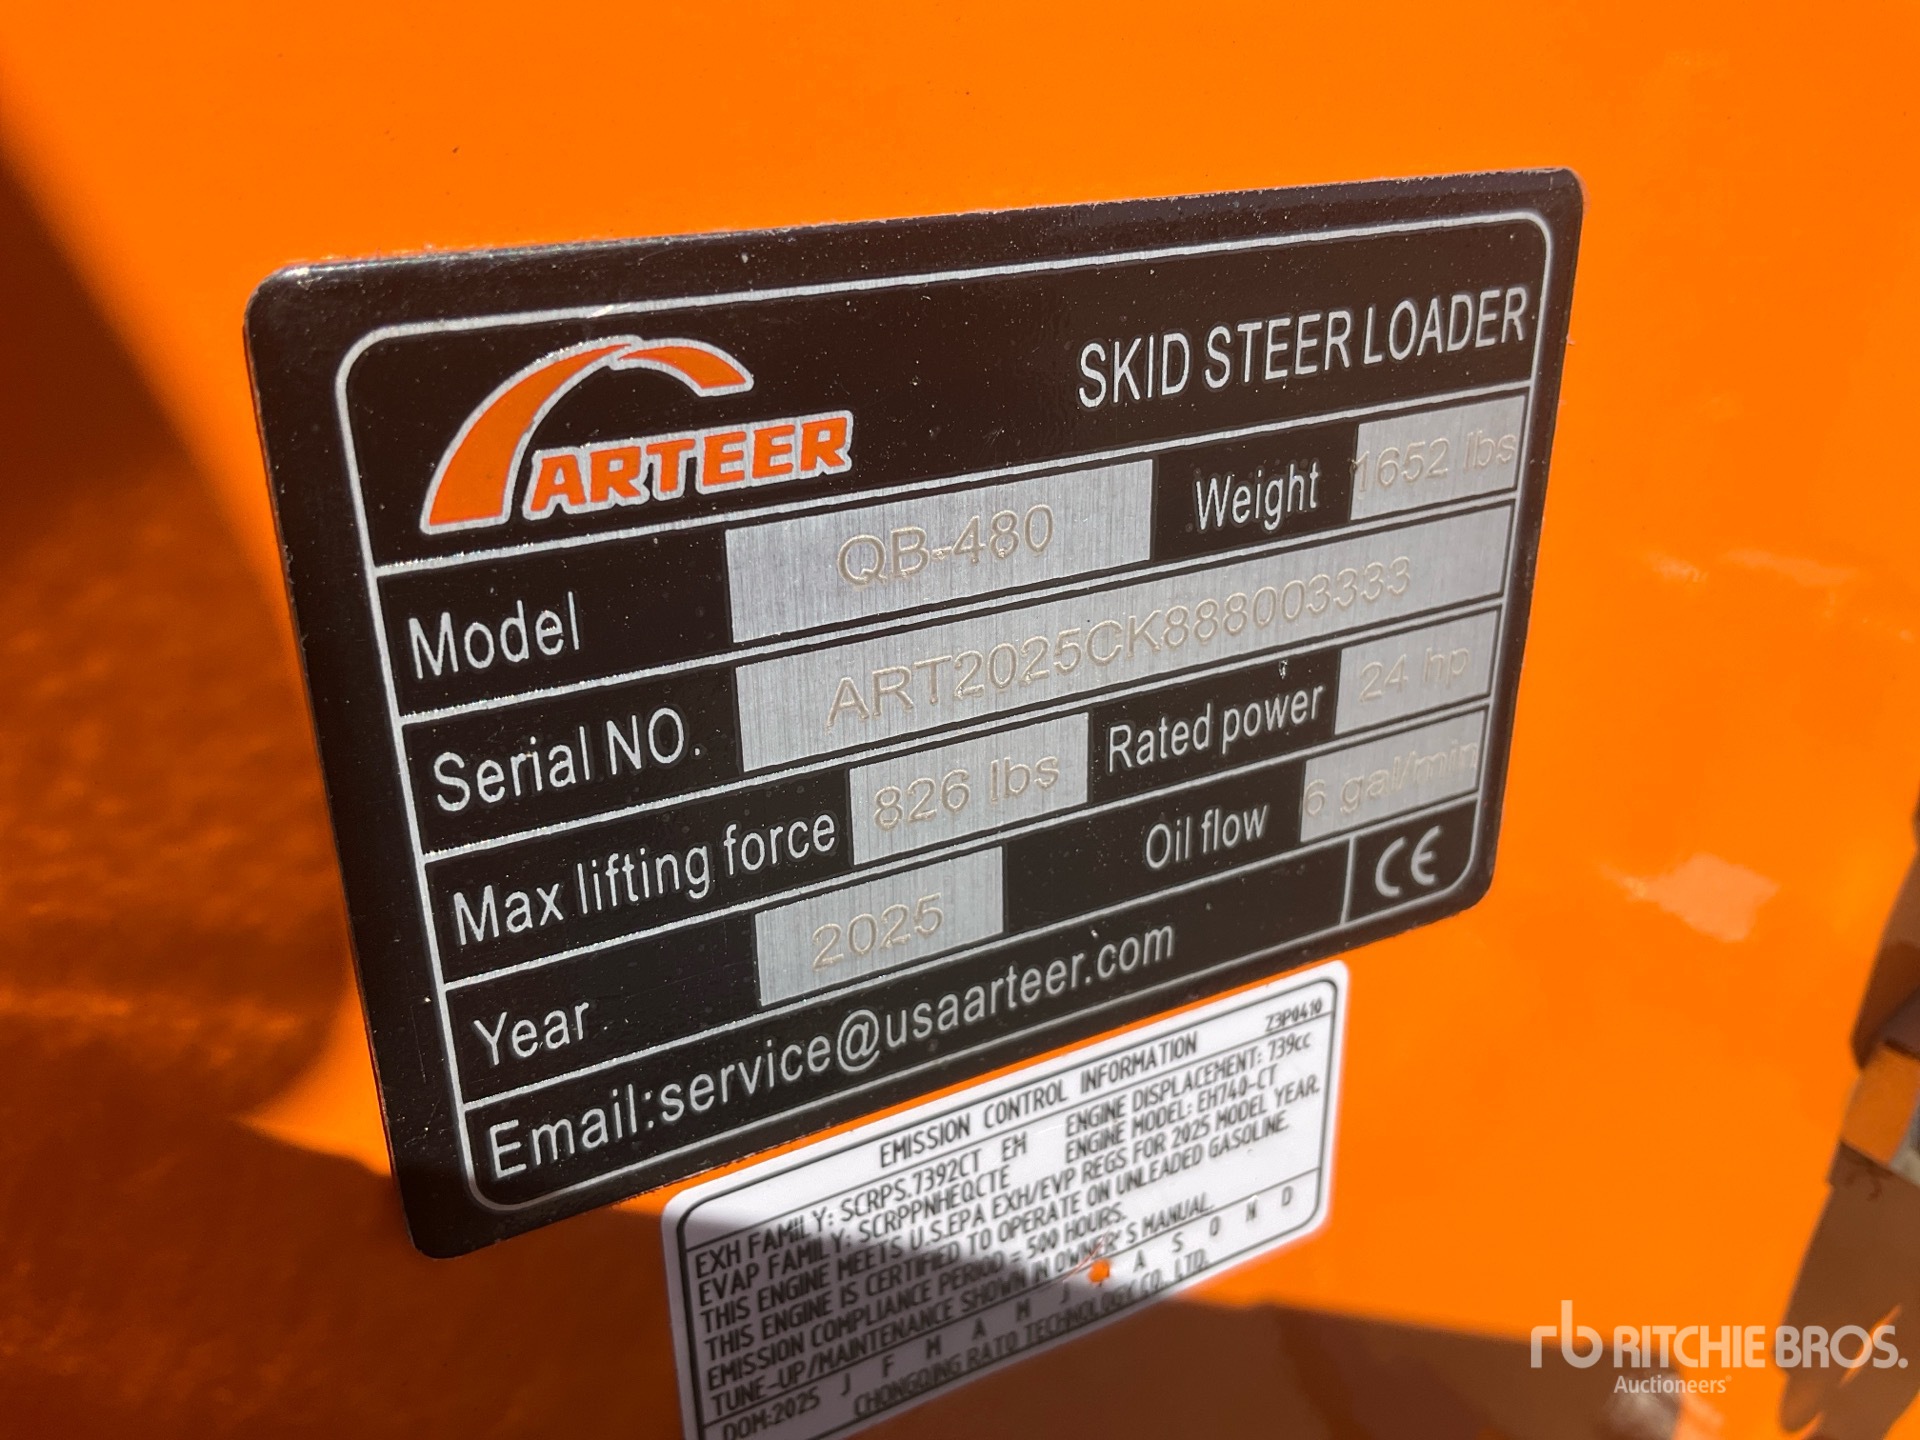 ARTEER
SKID STEER LOADER
Model QB-480 Weight 1652 lbs
Serial NO. ART2025CK888003333
Max lifting force 826 lbs Rated power 24 hp
Year 2025 Oil flow 6 gal/min
Email:service@usaarteer.com CE
EMISSION CONTROL INFORMATION Z3P0410
EXH FAMILY: SCRPS.7392CT EH ENGINE DISPLACEMENT: 739cc
EVAP FAMILY: SCRPPNHEQCTE ENGINE MODEL: EH740-CT
THIS ENGINE MEETS U.S.EPA EXH/EVP REGS FOR 2025 MODEL YEAR.
THIS ENGINE IS CERTIFIED TO OPERATE ON UNLEADED GASOLINE.
EMISSION COMPLIANCE PERIOD = 500 HOURS.
TUNE-UP/MAINTENANCE SHOWN IN OWNER'S MANUAL.
DOM:2025 J F M A M J A S O N D
CHONGQING RATO TECHNOLOGY CO. LTD.
rb RITCHIE BROS.
Auctioneers